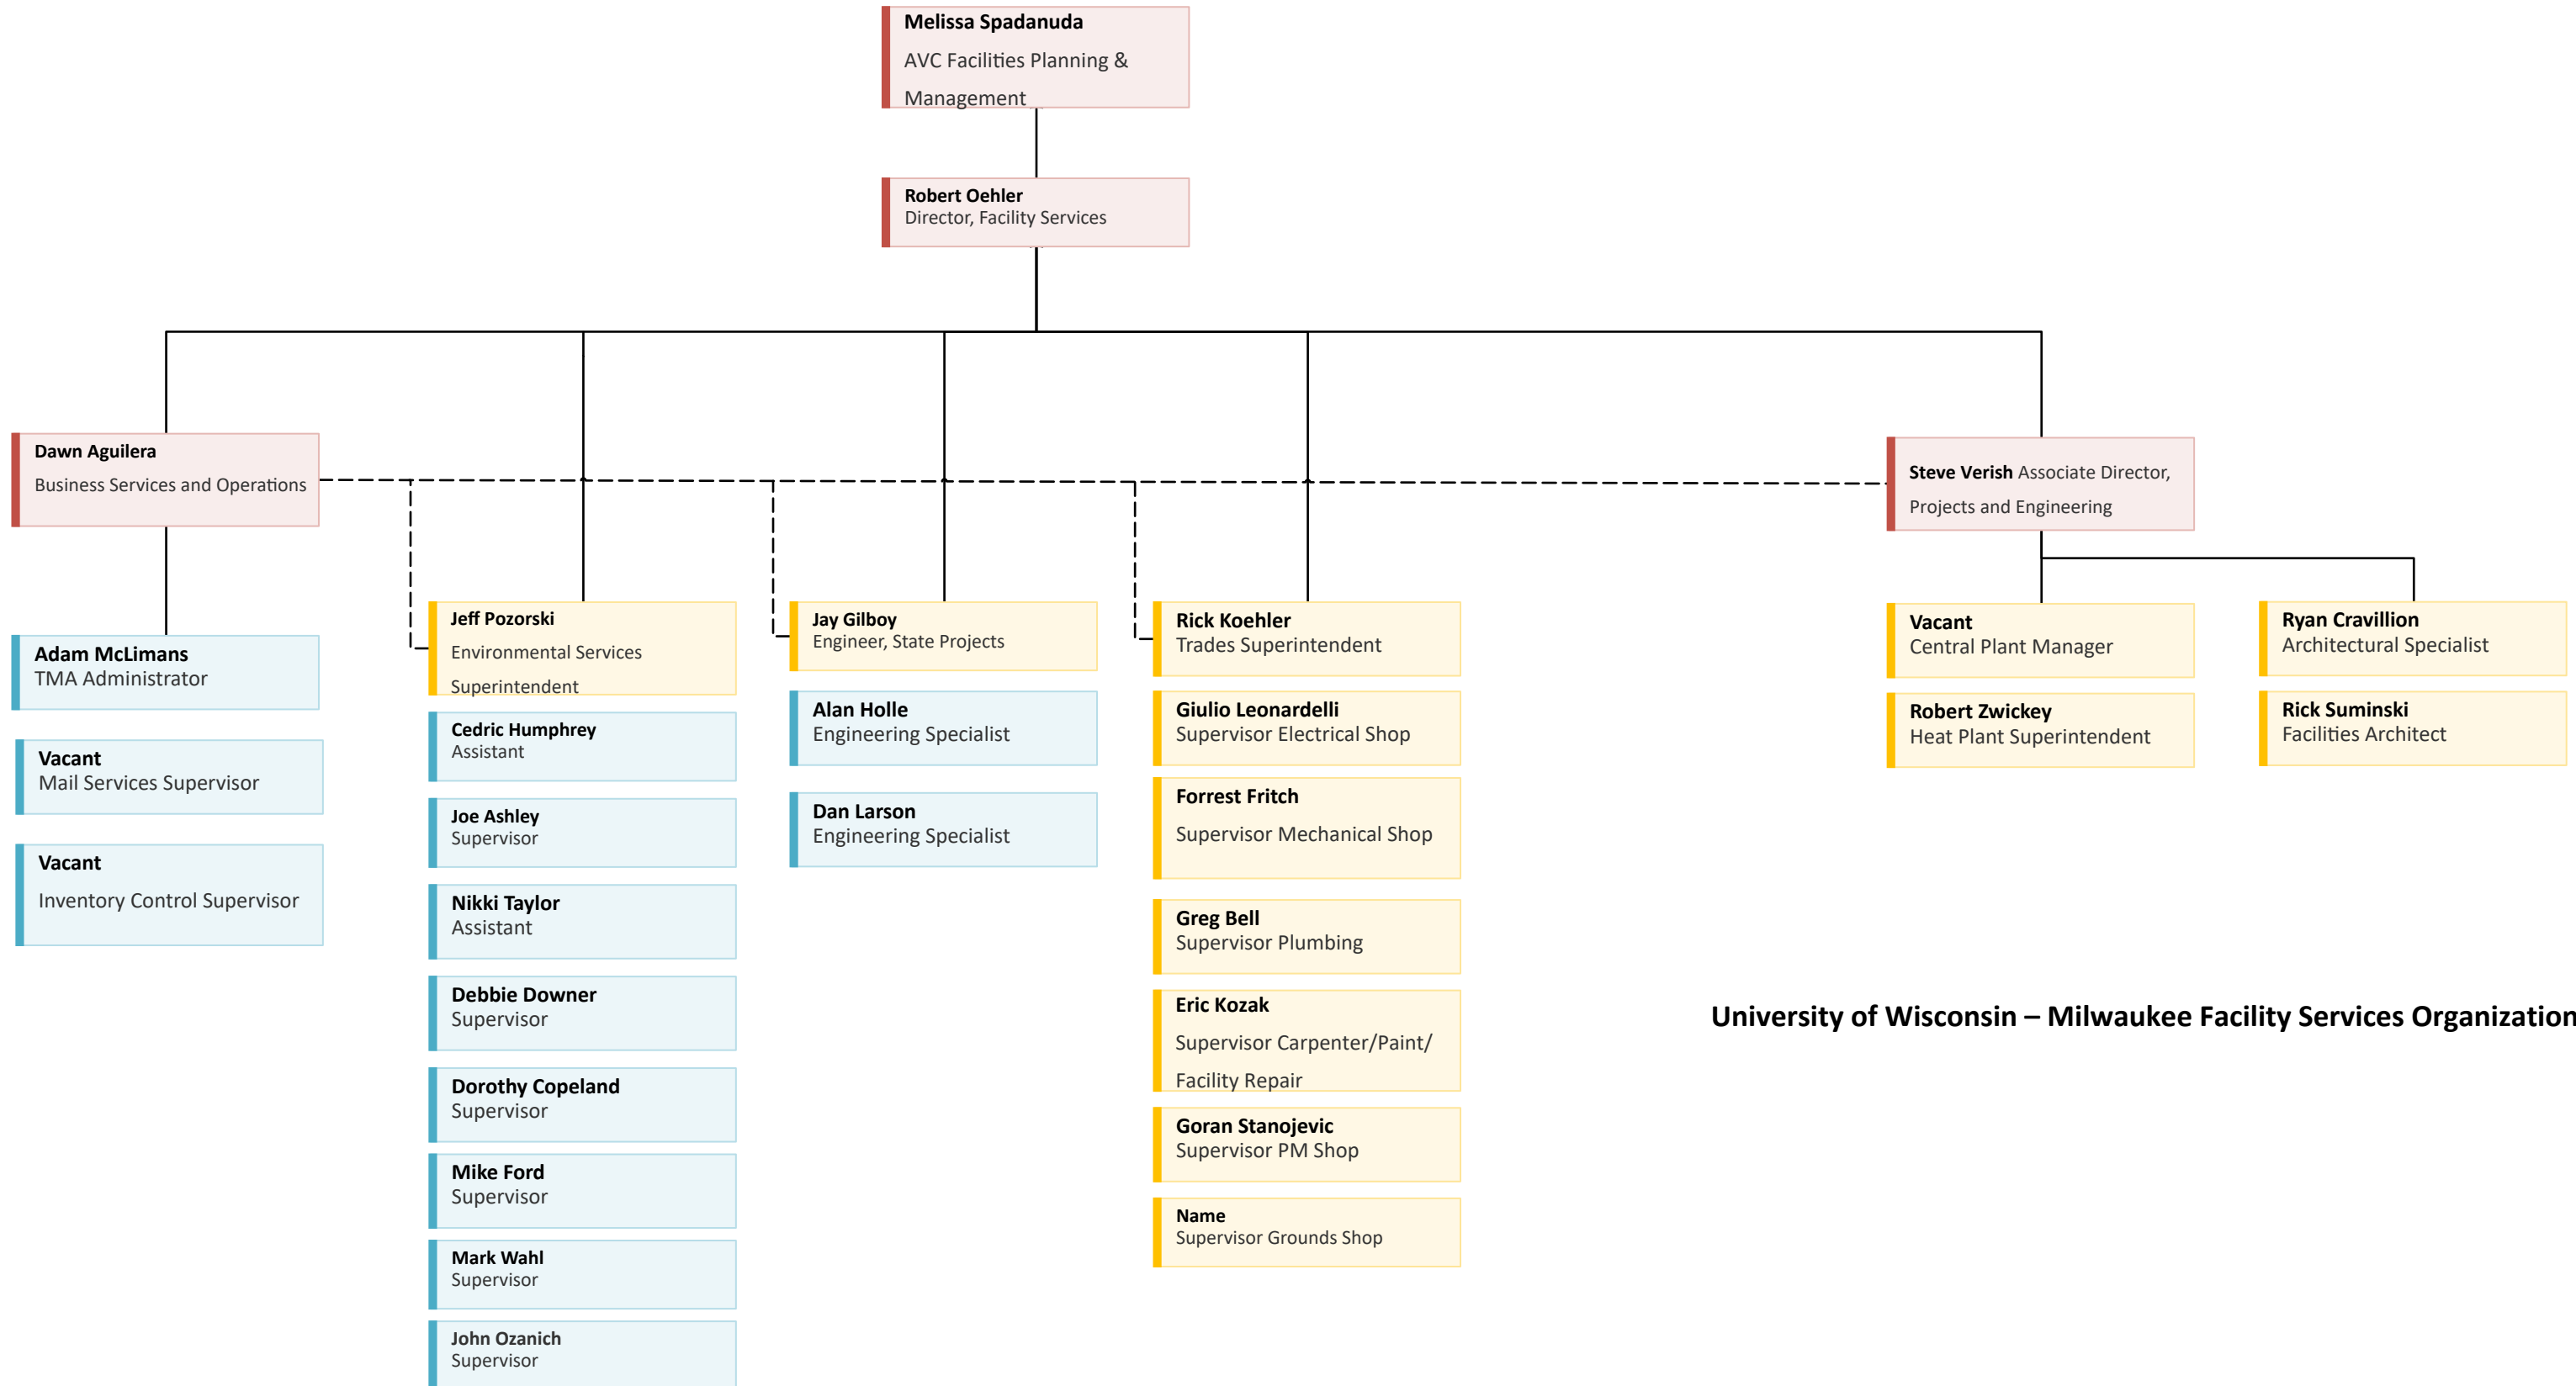 Melissa Spadanuda
AVC Facilities Planning &
Management
Robert Oehler
Director, Facility Services
Dawn Aguilera
Business Services and Operations
Steve Verish Associate Director,
Projects and Engineering
Adam McLimans
TMA Administrator
Vacant
Mail Services Supervisor
Vacant
Inventory Control Supervisor
Jeff Pozorski
Environmental Services
Superintendent
Cedric Humphrey
Assistant
Joe Ashley
Supervisor
Nikki Taylor
Assistant
Debbie Downer
Supervisor
Dorothy Copeland
Supervisor
Mike Ford
Supervisor
Mark Wahl
Supervisor
John Ozanich
Supervisor
Jay Gilboy
Engineer, State Projects
Alan Holle
Engineering Specialist
Dan Larson
Engineering Specialist
Rick Koehler
Trades Superintendent
Giulio Leonardelli
Supervisor Electrical Shop
Forrest Fritch
Supervisor Mechanical Shop
Greg Bell
Supervisor Plumbing
Eric Kozak
Supervisor Carpenter/Paint/
Facility Repair
Goran Stanojevic
Supervisor PM Shop
Name
Supervisor Grounds Shop
Vacant
Central Plant Manager
Robert Zwickey
Heat Plant Superintendent
Ryan Cravillion
Architectural Specialist
Rick Suminski
Facilities Architect
University of Wisconsin – Milwaukee Facility Services Organization